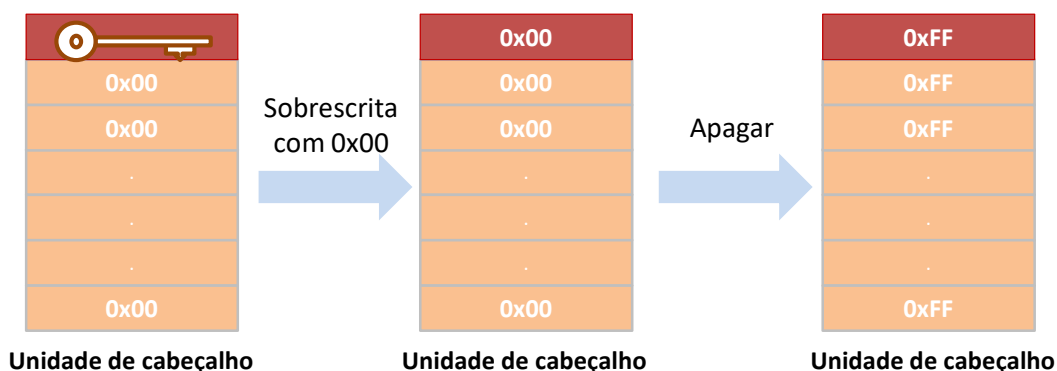 0x00
0x00
.
.
.
0x00
Unidade de cabeçalho
Sobrescrita
com 0x00
0x00
0x00
0x00
.
.
.
0x00
Unidade de cabeçalho
Apagar
0xFF
0xFF
0xFF
.
.
.
0xFF
Unidade de cabeçalho